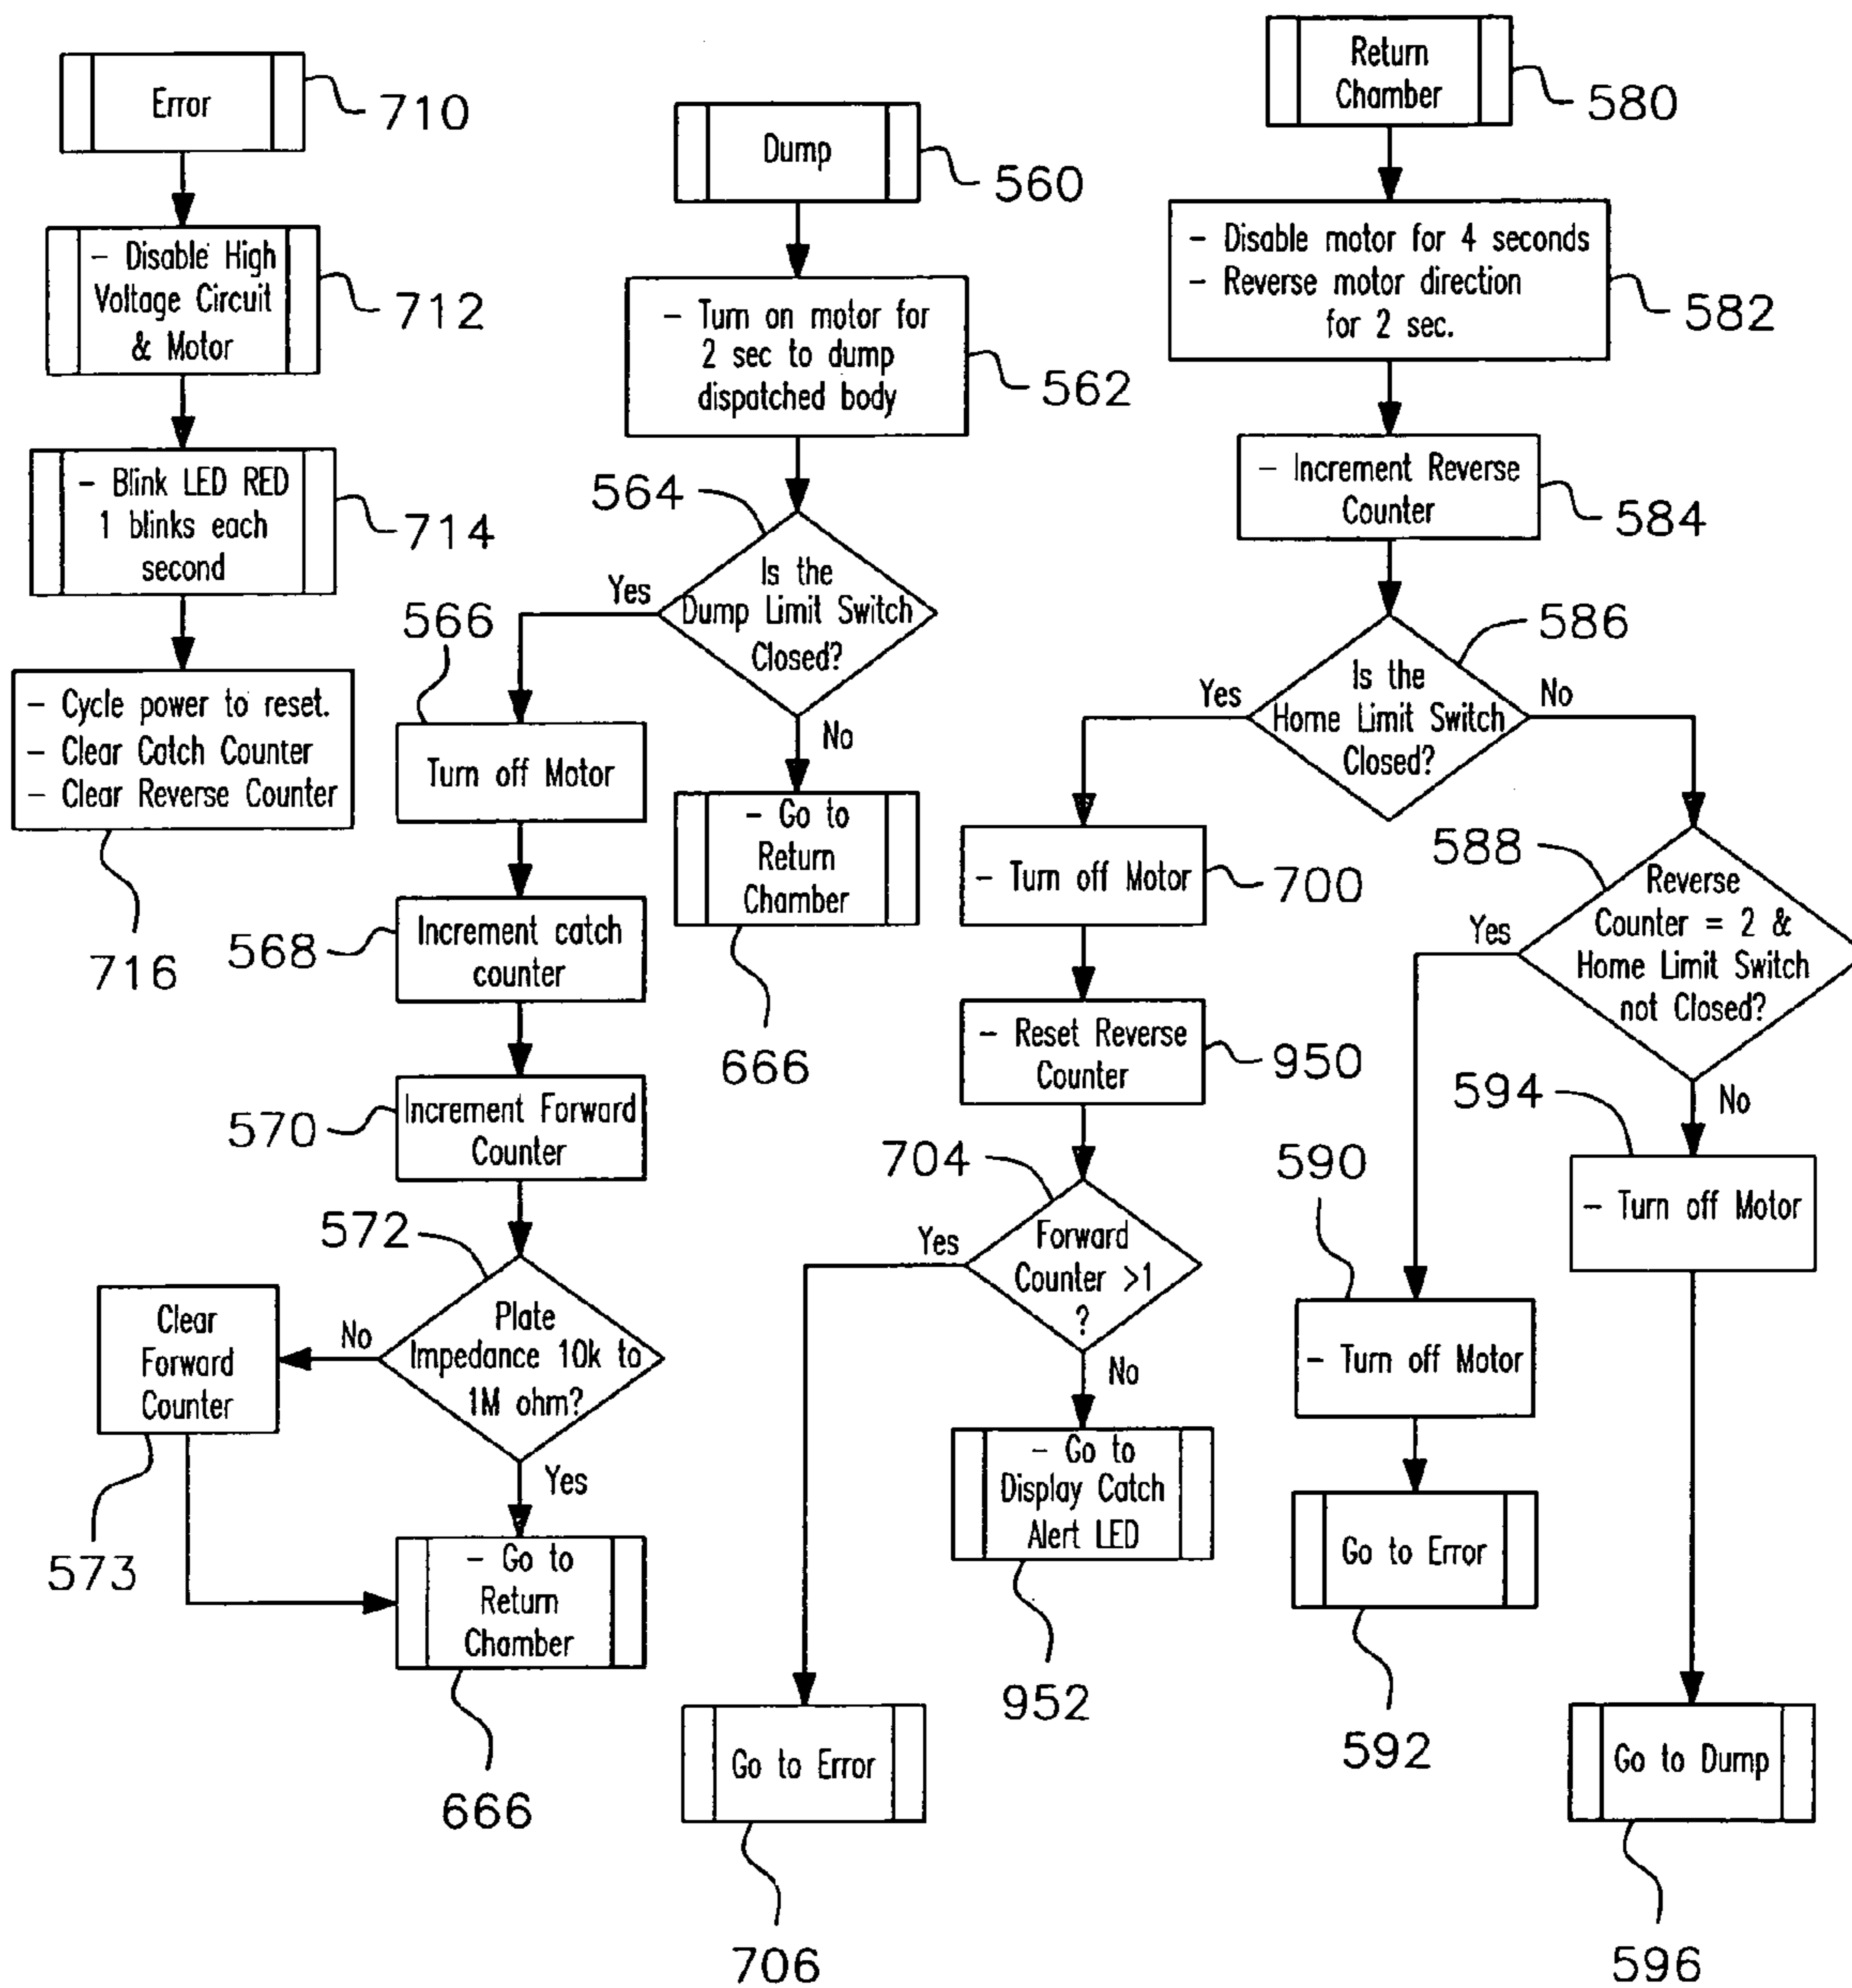 Error
710
- Disable High
Voltage Circuit
& Motor
712
- Blink LED RED
1 blinks each
second
714
- Cycle power to reset.
- Clear Catch Counter
- Clear Reverse Counter
716
Dump
560
- Turn on motor for
2 sec to dump
dispatched body
562
564
Is the
Dump Limit Switch
Closed?
Yes
No
566
Turn off Motor
- Go to
Return
Chamber
666
568
Increment catch
counter
570
Increment Forward
Counter
572
Plate
Impedance 10k to
1M ohm?
No
Yes
Clear
Forward
Counter
573
- Go to
Return
Chamber
666
Return
Chamber
580
- Disable motor for 4 seconds
- Reverse motor direction
for 2 sec.
582
- Increment Reverse
Counter
584
586
Is the
Home Limit Switch
Closed?
Yes
No
- Turn off Motor
700
- Reset Reverse
Counter
950
704
Forward
Counter >1
?
Yes
No
- Go to
Display Catch
Alert LED
952
Go to Error
706
588
Reverse
Counter = 2 &
Home Limit Switch
not Closed?
Yes
No
590
- Turn off Motor
Go to Error
592
594
- Turn off Motor
Go to Dump
596